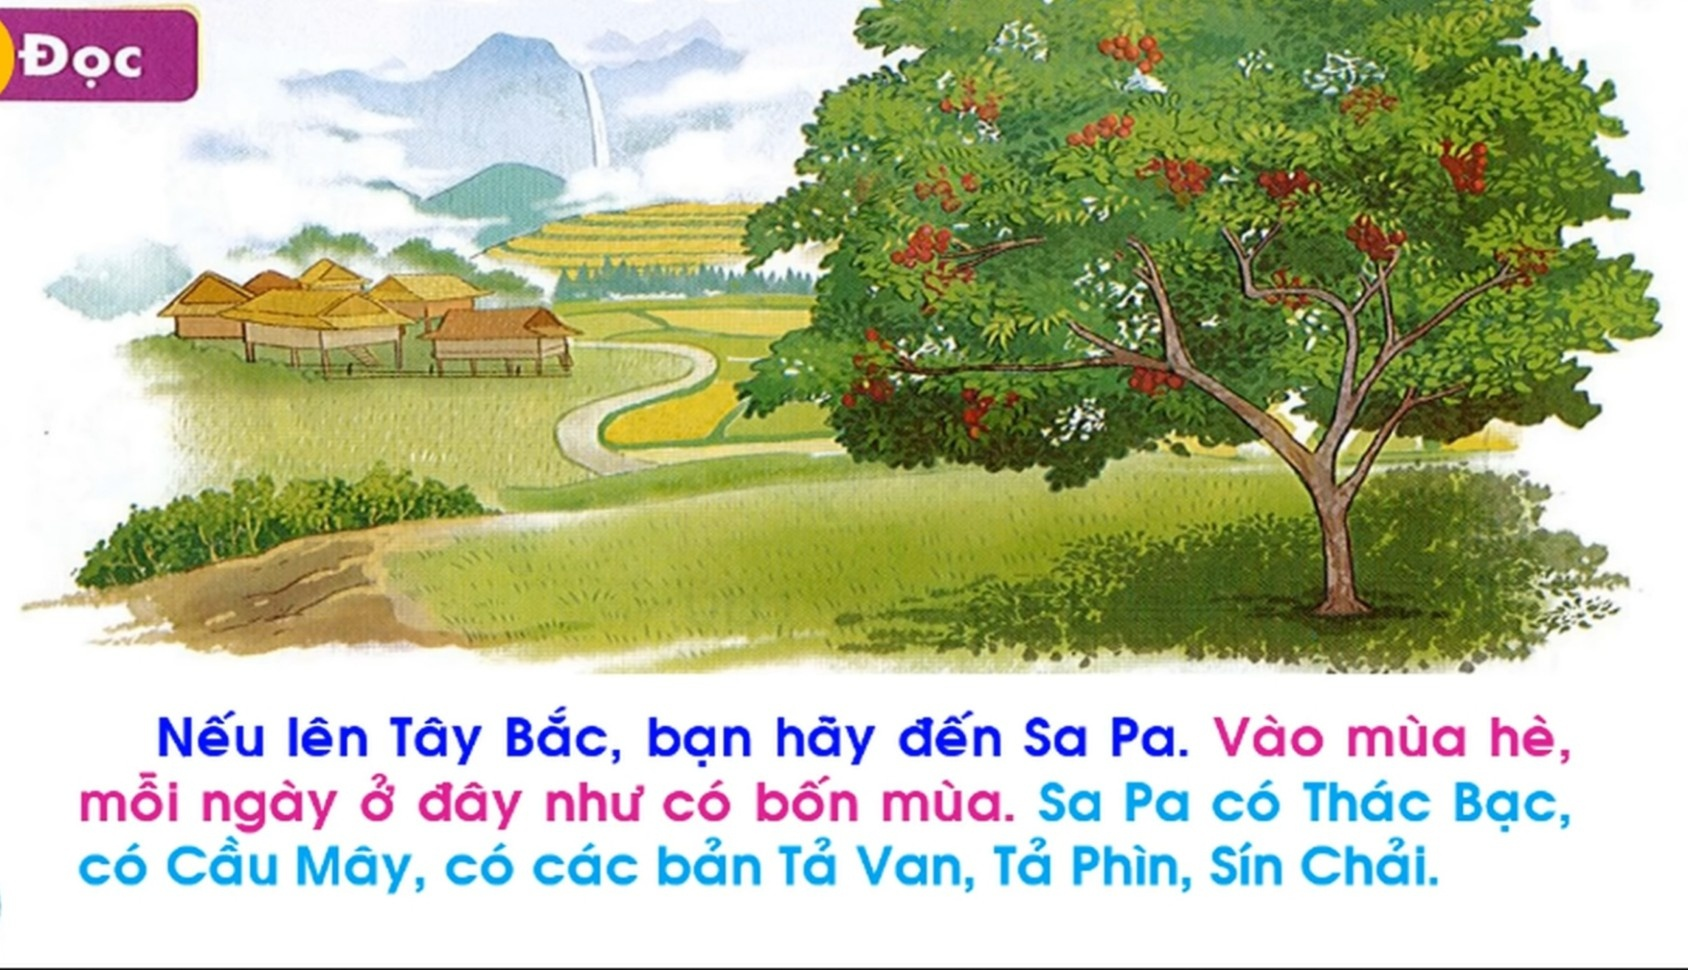 Đọc
Nếu lên Tây Bắc, bạn hãy đến Sa Pa. Vào mùa hè,
mỗi ngày ở đây như có bốn mùa. Sa Pa có Thác Bạc,
có Cầu Mây, có các bản Tả Van, Tả Phìn, Sín Chải.